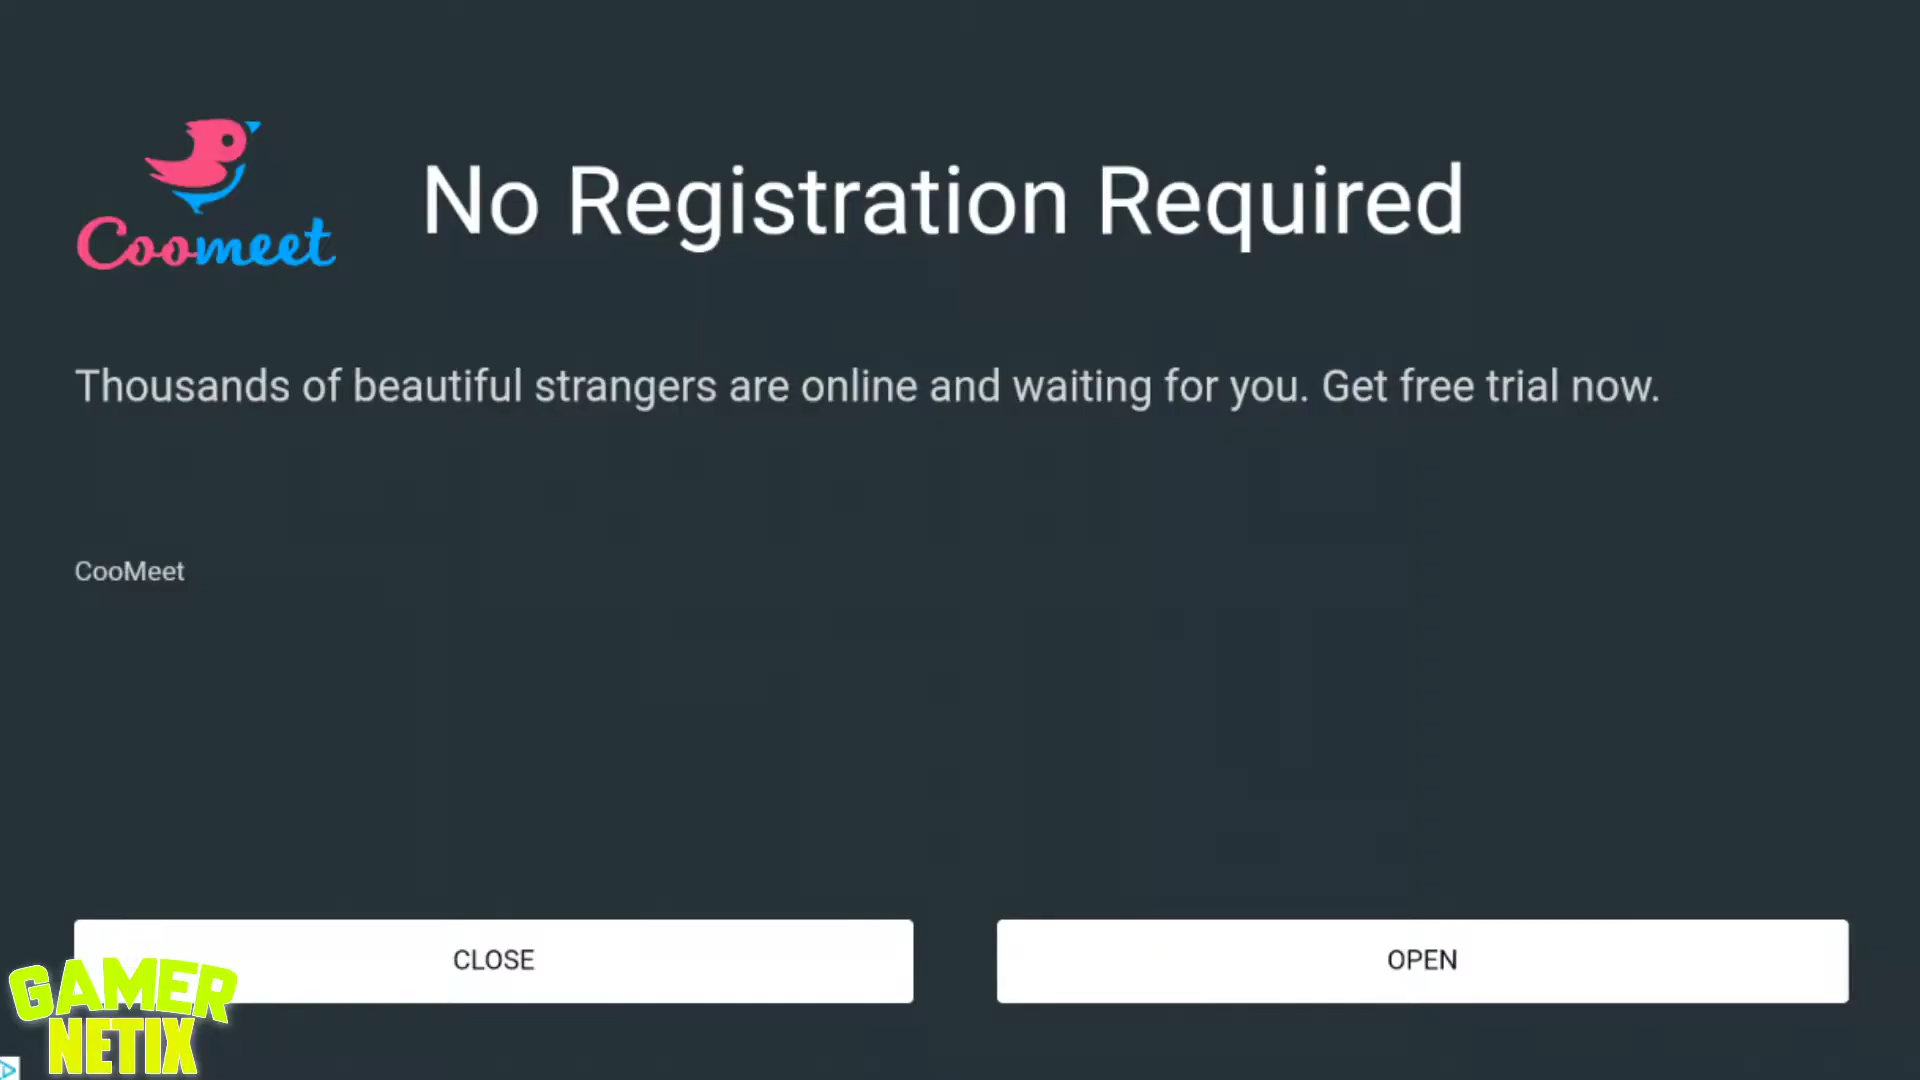 Coomeet
No Registration Required
Thousands of beautiful strangers are online and waiting for you. Get free trial now.
CooMeet
CLOSE
OPEN
GAMER
NETIX